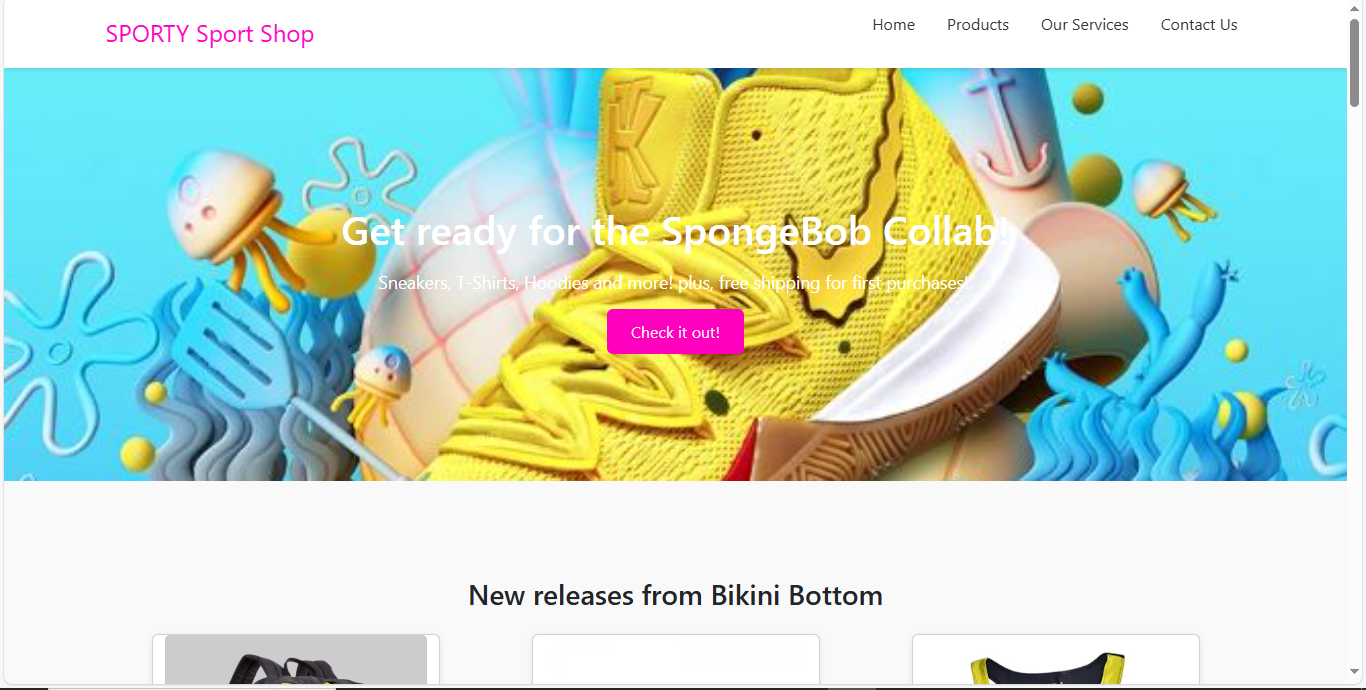 SPORTY Sport Shop
Home Products Our Services Contact Us
K
Get ready for the SpongeBob Collab!
Sneakers, T-Shirts, Hoodies and more! plus, free shipping for first purchases!.
Check it out!
New releases from Bikini Bottom